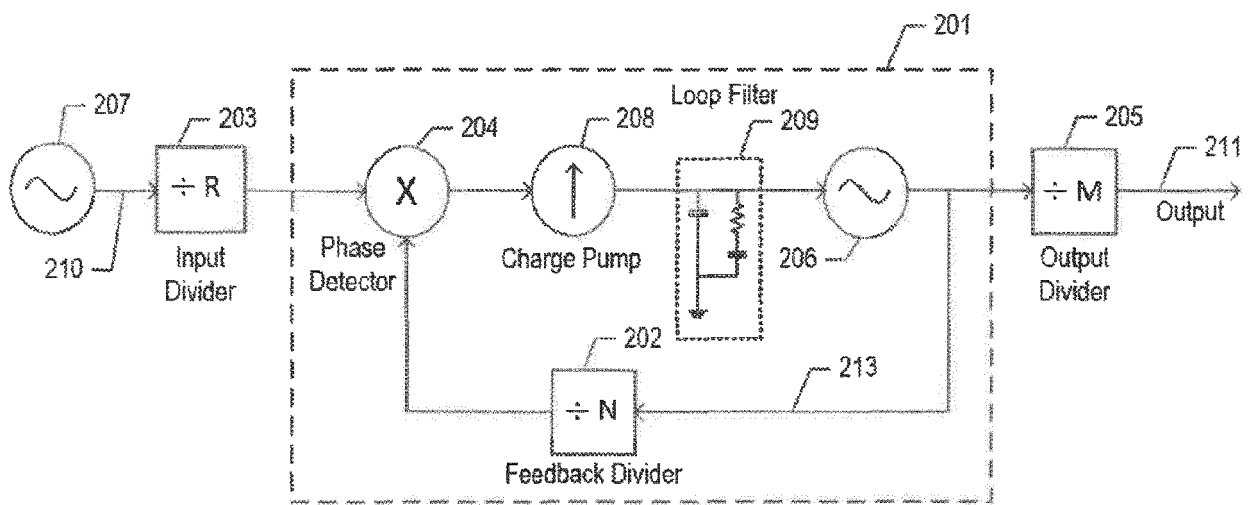 201
Loop Filter
207
203
204
208
209
205
211
÷ R
X
÷ M
Output
210
Input
Divider
Phase
Detector
Charge Pump
206
Output
Divider
202
213
÷ N
Feedback Divider